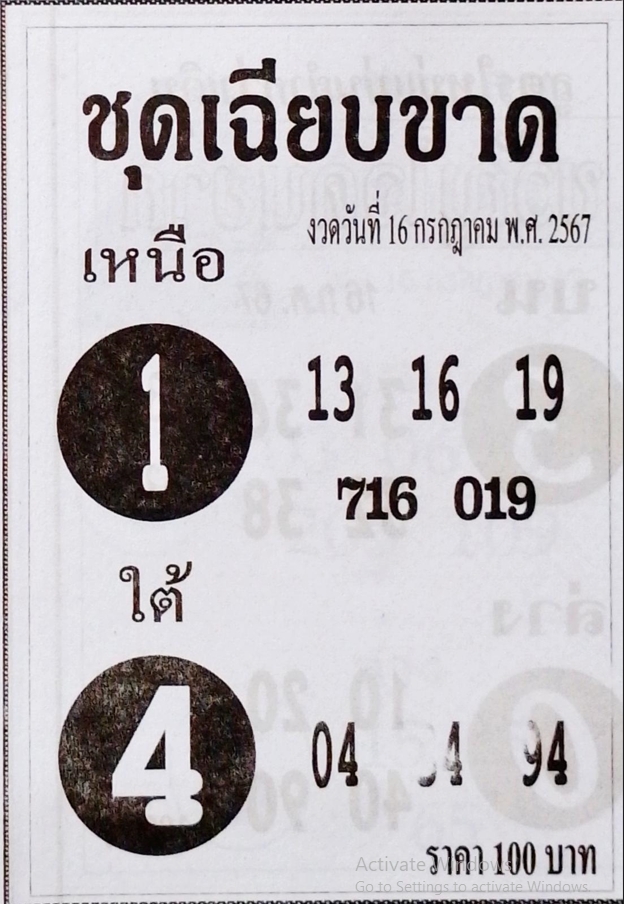 ชุดเฉียบขาด
งวดวันที่ 16 กรกฎาคม พ.ศ. 2567
เหนือ
1 13 16 19
716 019
ใต้
4 04 94
ราคา 100 บาท
Activate Windows
Go to Settings to activate Windows.